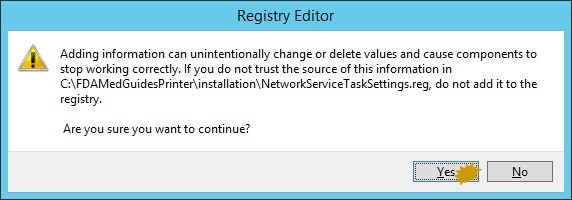 Registry Editor
Adding information can unintentionally change or delete values and cause components to
stop working correctly. If you do not trust the source of this information in
C:\FDAMedGuidesPrinter\installation\NetworkServiceTaskSettings.reg, do not add it to the
registry.
Are you sure you want to continue?
Yes No